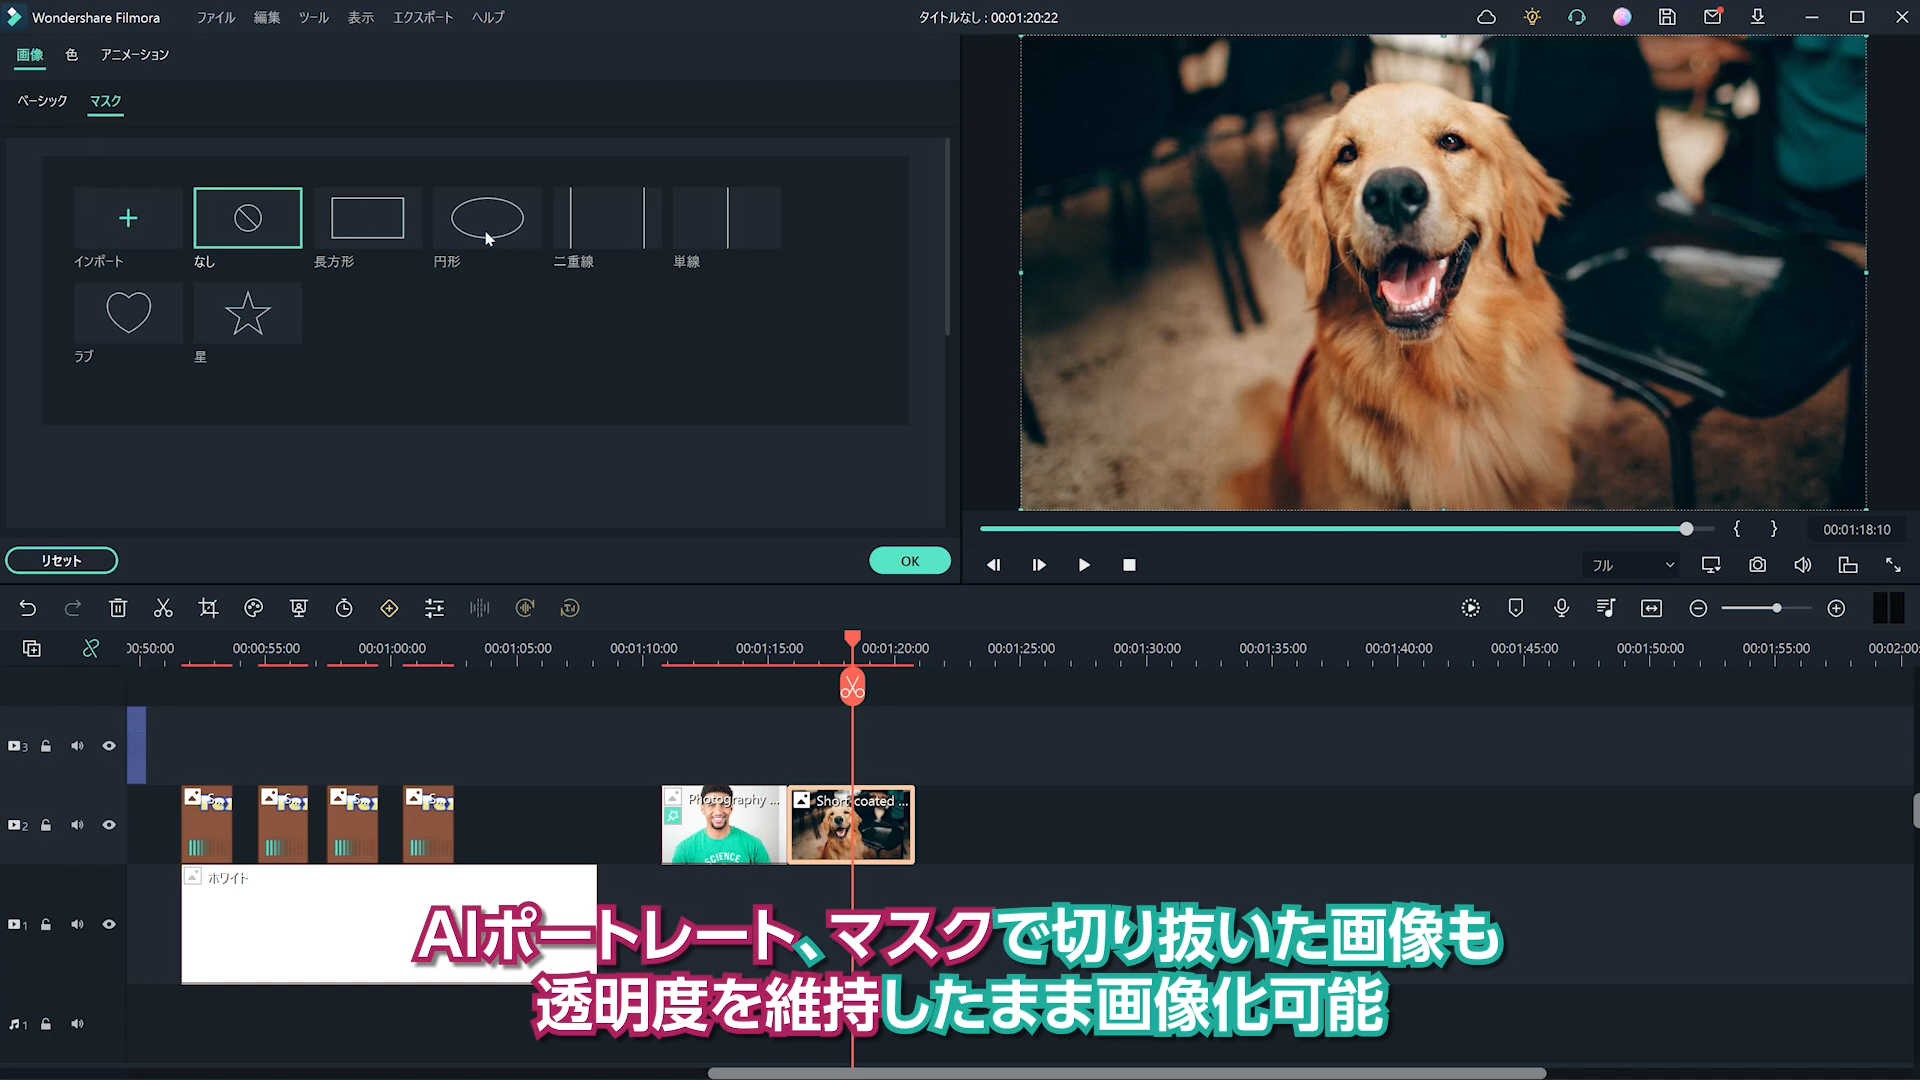 Wondershare Filmora ファイル 編集 ツール 表示 エクスポート ヘルプ タイトルなし : 00:01:20:22
画像 色 アニメーション
ベーシック マスク
インポート なし 長方形 円形 二重線 単線
ラブ 星
リセット OK
{ } 00:01:18:10
フル
00:50:00 00:00:55:00 00:01:00:00 00:01:05:00 00:01:10:00 00:01:15:00 00:01:20:00 00:01:25:00 00:01:30:00 00:01:35:00 00:01:40:00 00:01:45:00 00:01:50:00 00:01:55:00 00:02:00:
3
2 S... S... S... S... Photography ... Short coated ...
SCIENCE
ホワイト
1
AIポートレート、マスクで切り抜いた画像も
透明度を維持したまま画像化可能
1